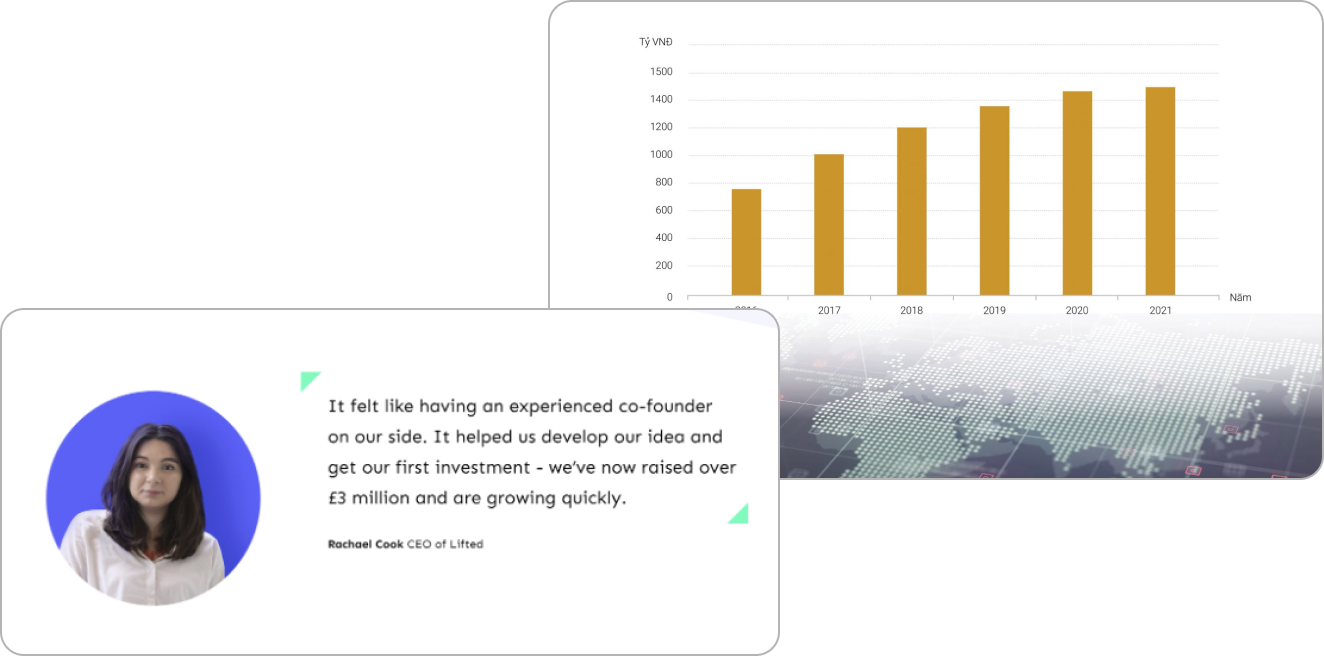 Tỷ VNĐ
1500
1400
1200
1000
800
600
400
200
0
Năm
2017
2018
2019
2020
2021
It felt like having an experienced co-founder
on our side. It helped us develop our idea and
get our first investment - we’ve now raised over
£3 million and are growing quickly.
Rachael Cook CEO of Lifted